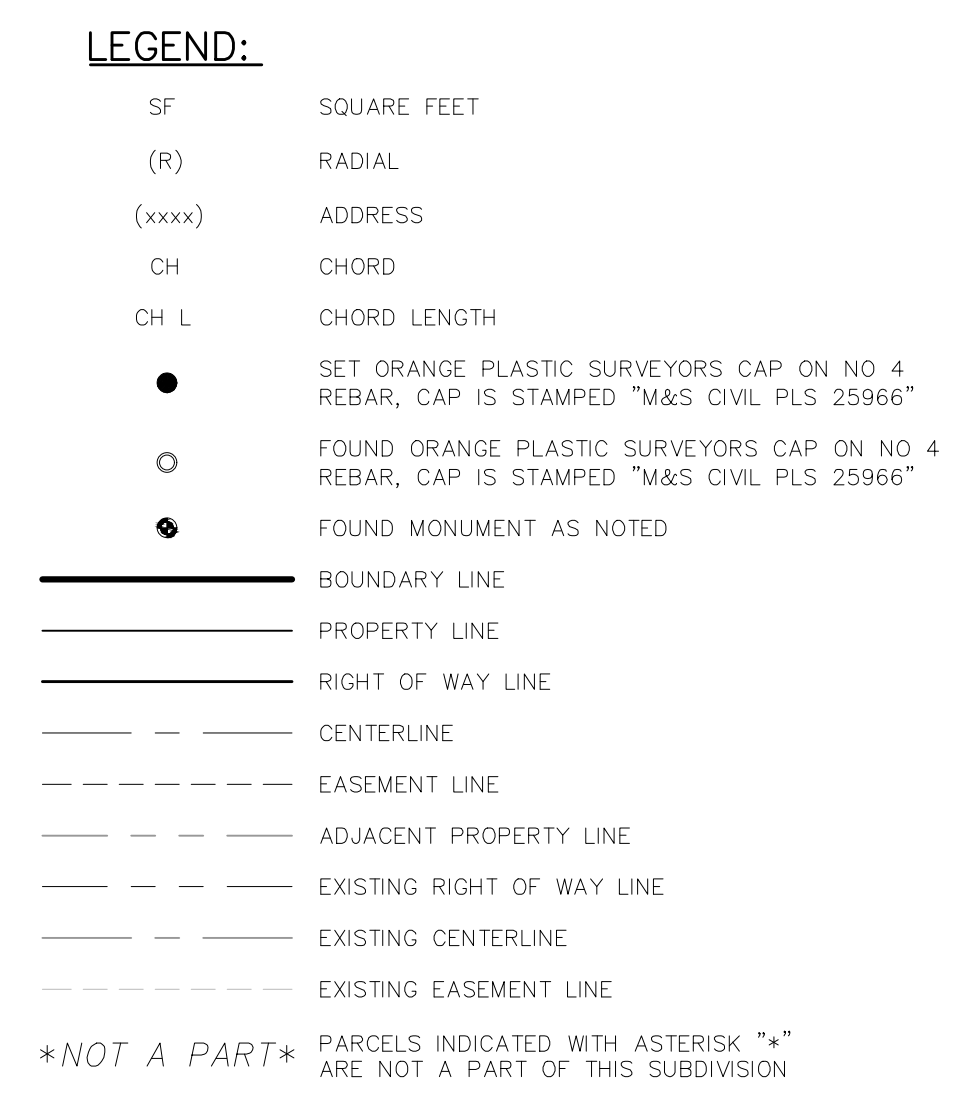 LEGEND:
SF SQUARE FEET
(R) RADIAL
(xxxx) ADDRESS
CH CHORD
CH L CHORD LENGTH
SET ORANGE PLASTIC SURVEYORS CAP ON NO 4
REBAR, CAP IS STAMPED "M&S CIVIL PLS 25966"
FOUND ORANGE PLASTIC SURVEYORS CAP ON NO 4
REBAR, CAP IS STAMPED "M&S CIVIL PLS 25966"
FOUND MONUMENT AS NOTED
BOUNDARY LINE
PROPERTY LINE
RIGHT OF WAY LINE
CENTERLINE
EASEMENT LINE
ADJACENT PROPERTY LINE
EXISTING RIGHT OF WAY LINE
EXISTING CENTERLINE
EXISTING EASEMENT LINE
*NOT A PART* PARCELS INDICATED WITH ASTERISK "*"
ARE NOT A PART OF THIS SUBDIVISION